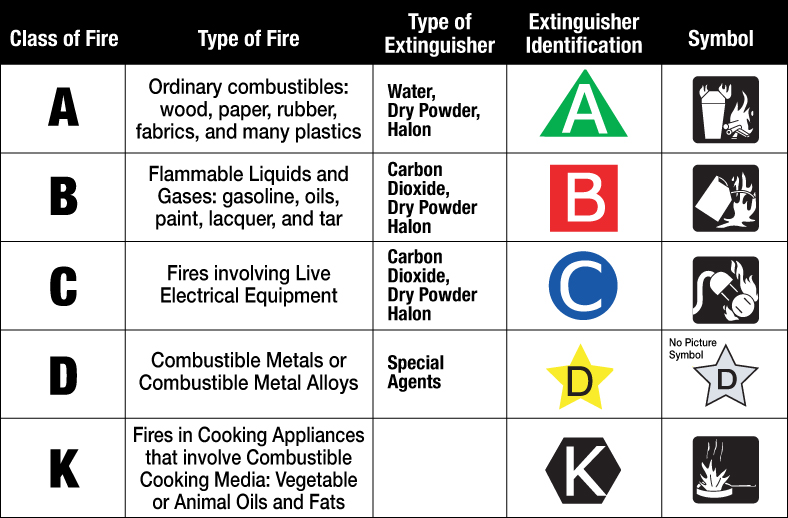 Class of Fire
Type of Fire
Type of
Extinguisher
Extinguisher
Identification
Symbol
A
Ordinary combustibles:
wood, paper, rubber,
fabrics, and many plastics
Water,
Dry Powder,
Halon
A
B
Flammable Liquids and
Gases: gasoline, oils,
paint, lacquer, and tar
Carbon
Dioxide,
Dry Powder
Halon
B
C
Fires involving Live
Electrical Equipment
Carbon
Dioxide,
Dry Powder
Halon
C
D
Combustible Metals or
Combustible Metal Alloys
Special
Agents
D
No Picture
Symbol
D
K
Fires in Cooking Appliances
that involve Combustible
Cooking Media: Vegetable
or Animal Oils and Fats
K